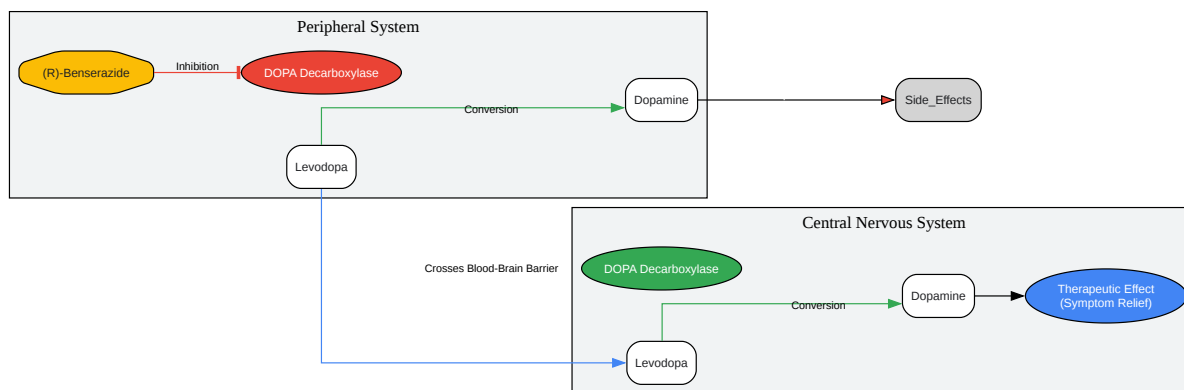 Peripheral System
(R)-Benserazide
Inhibition
DOPA Decarboxylase
Dopamine
Side_Effects
Conversion
Levodopa
Central Nervous System
Crosses Blood-Brain Barrier
DOPA Decarboxylase
Dopamine
Therapeutic Effect
(Symptom Relief)
Conversion
Levodopa